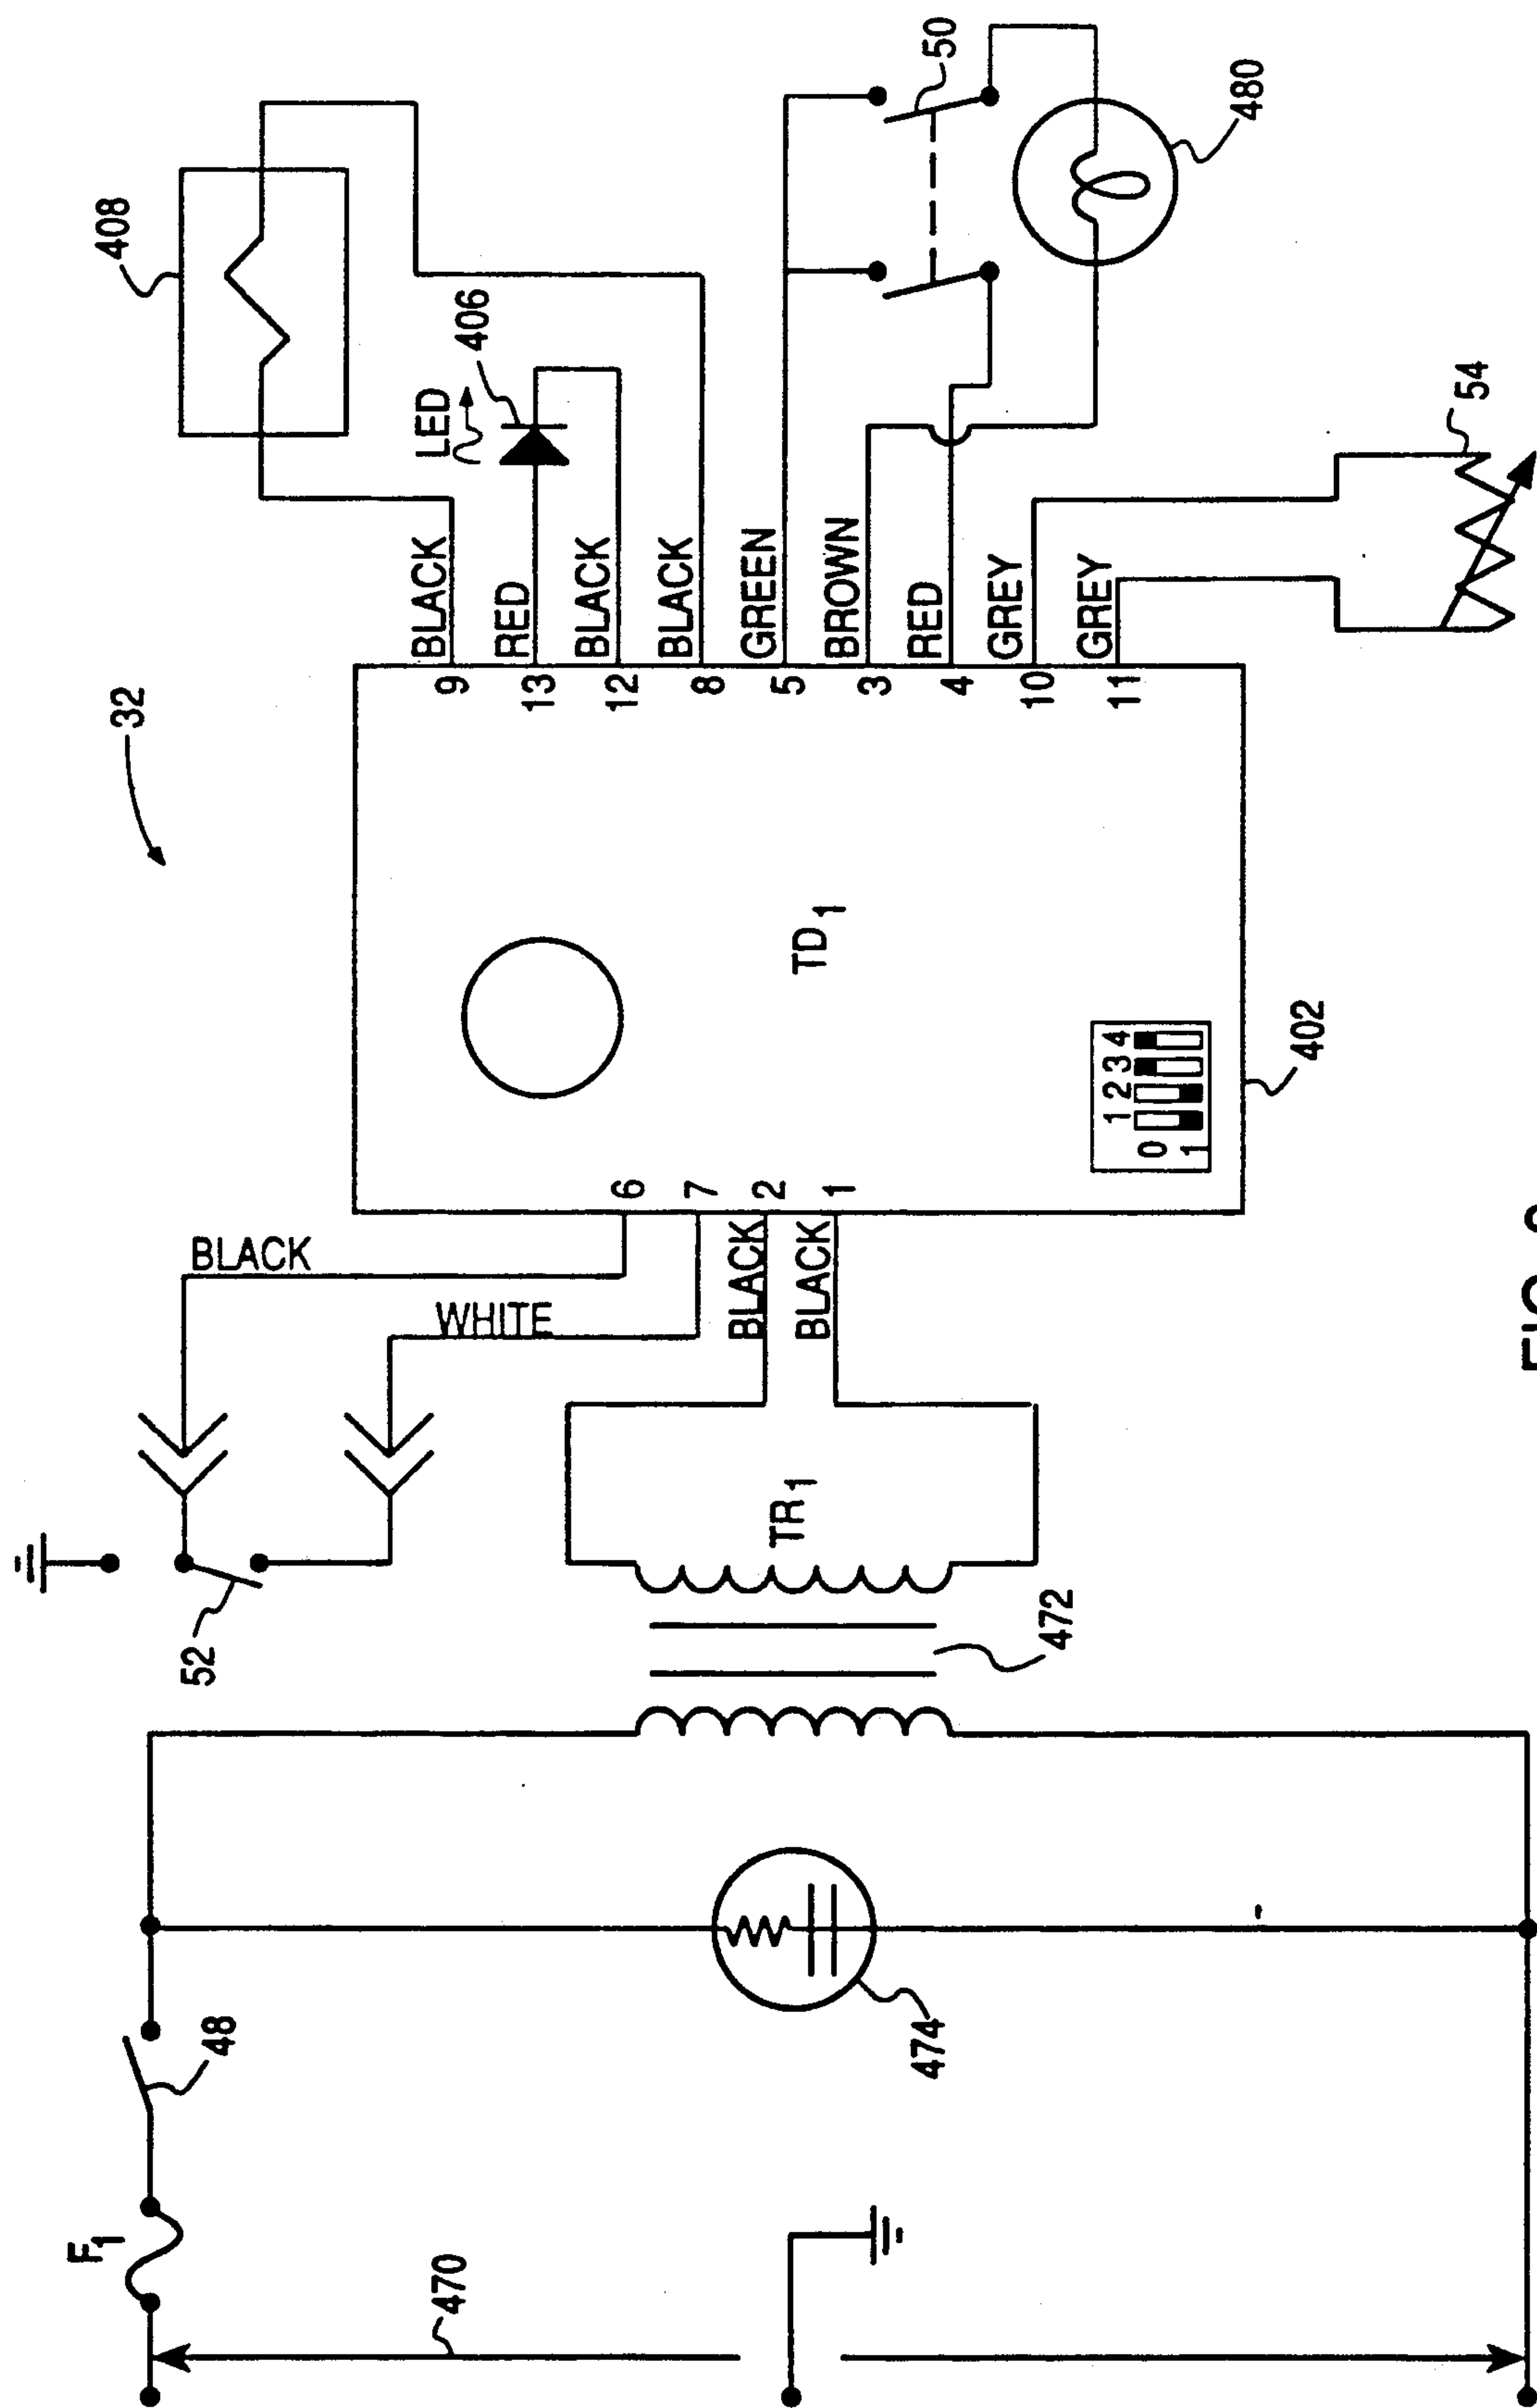 32
408
LED
406
BLACK 9
RED 13
BLACK 12
BLACK 8
GREEN 5
BROWN 3
RED 4
GREY 10
GREY 11
50
480
54
TD1
1 2 3 4
0
1
402
BLACK 6
WHITE 7
BLACK 2
BLACK 1
52
TR1
472
474
48
F1
470
FIG.